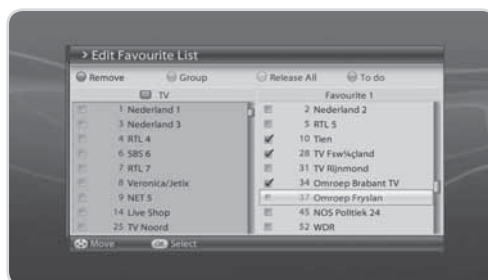 > Edit Favourite List
Remove Group Release All To do
TV Favourite 1
1 Nederland 1 2 Nederland 2
3 Nederland 3 5 RTL 5
4 RTL 4 10 Tien
6 SBS 6 28 TV Fsw¼çland
7 RTL 7 31 TV Rijnmond
8 Veronica/Jetix 34 Omroep Brabant TV
9 NET 5 37 Omroep Fryslan
14 Live Shop 45 NOS Politiek 24
25 TV Noord 52 WDR
Move OK Select